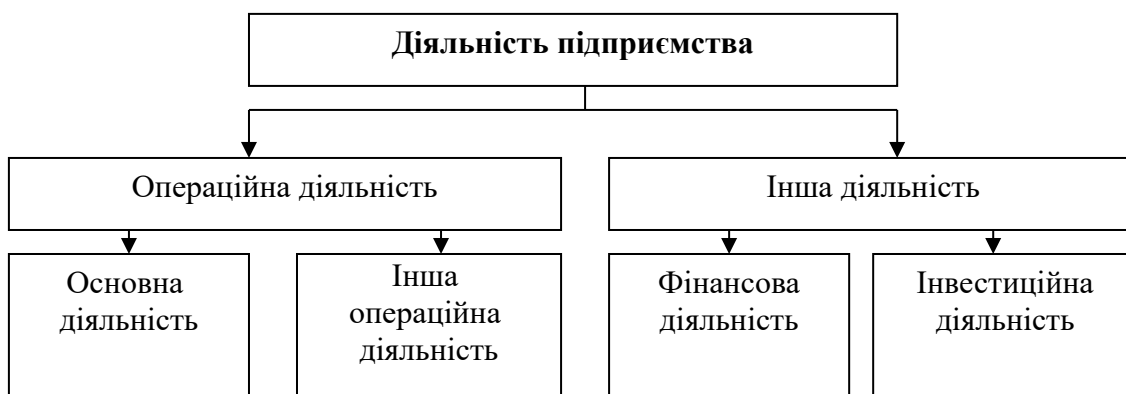 Діяльність підприємства
Операційна діяльність
Інша діяльність
Основна
діяльність
Інша
операційна
діяльність
Фінансова
діяльність
Інвестиційна
діяльність